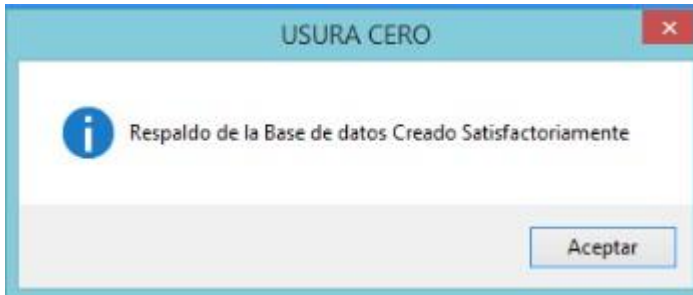 USURA CERO
Respaldo de la Base de datos Creado Satisfactoriamente
Aceptar